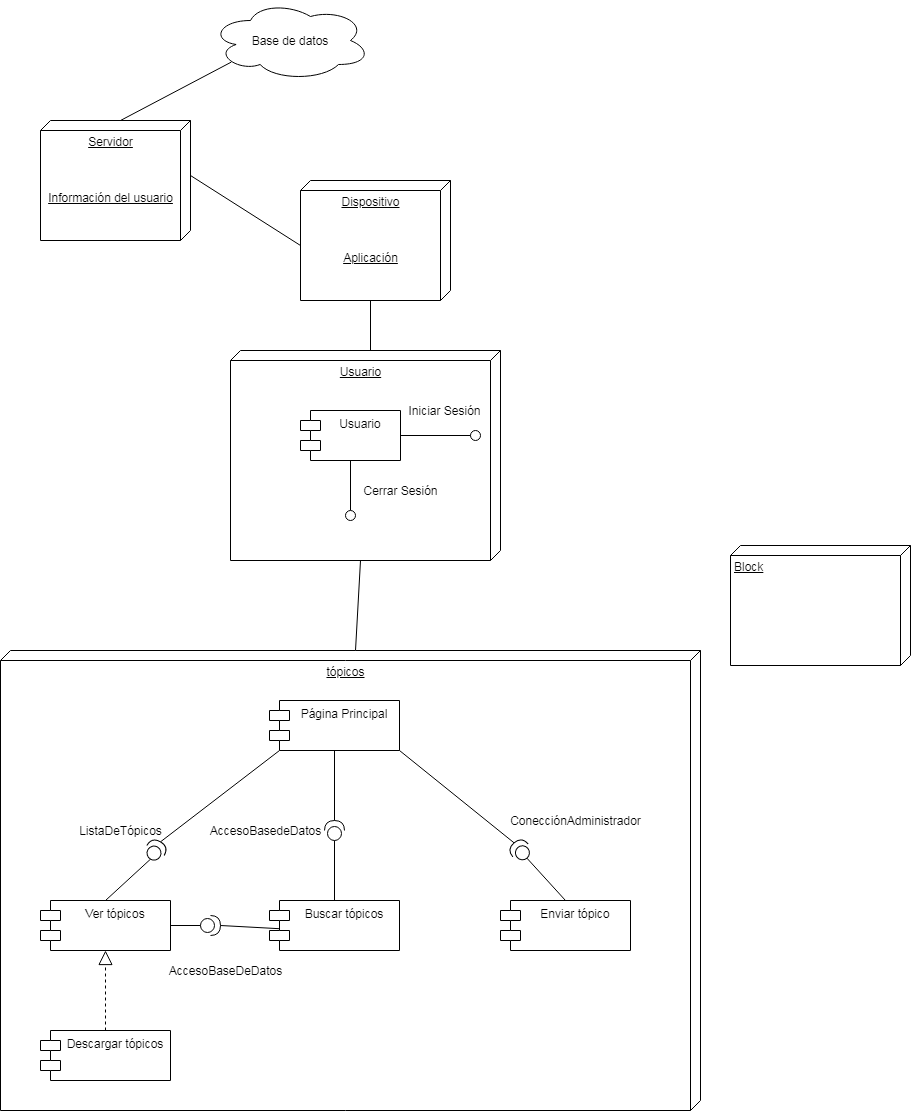 Base de datos
Servidor
Información del usuario
Dispositivo
Aplicación
Usuario
Usuario
Iniciar Sesión
Cerrar Sesión
Block
tópicos
Página Principal
ListaDeTópicos
AccesoBasedeDatos
ConecciónAdministrador
Ver tópicos
Buscar tópicos
Enviar tópico
AccesoBaseDeDatos
Descargar tópicos